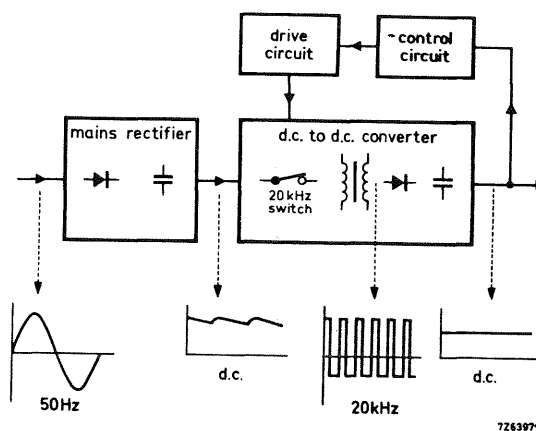 drive
circuit
control
circuit
mains rectifier
d.c. to d.c. converter
20kHz
switch
50Hz
d.c.
20kHz
d.c.